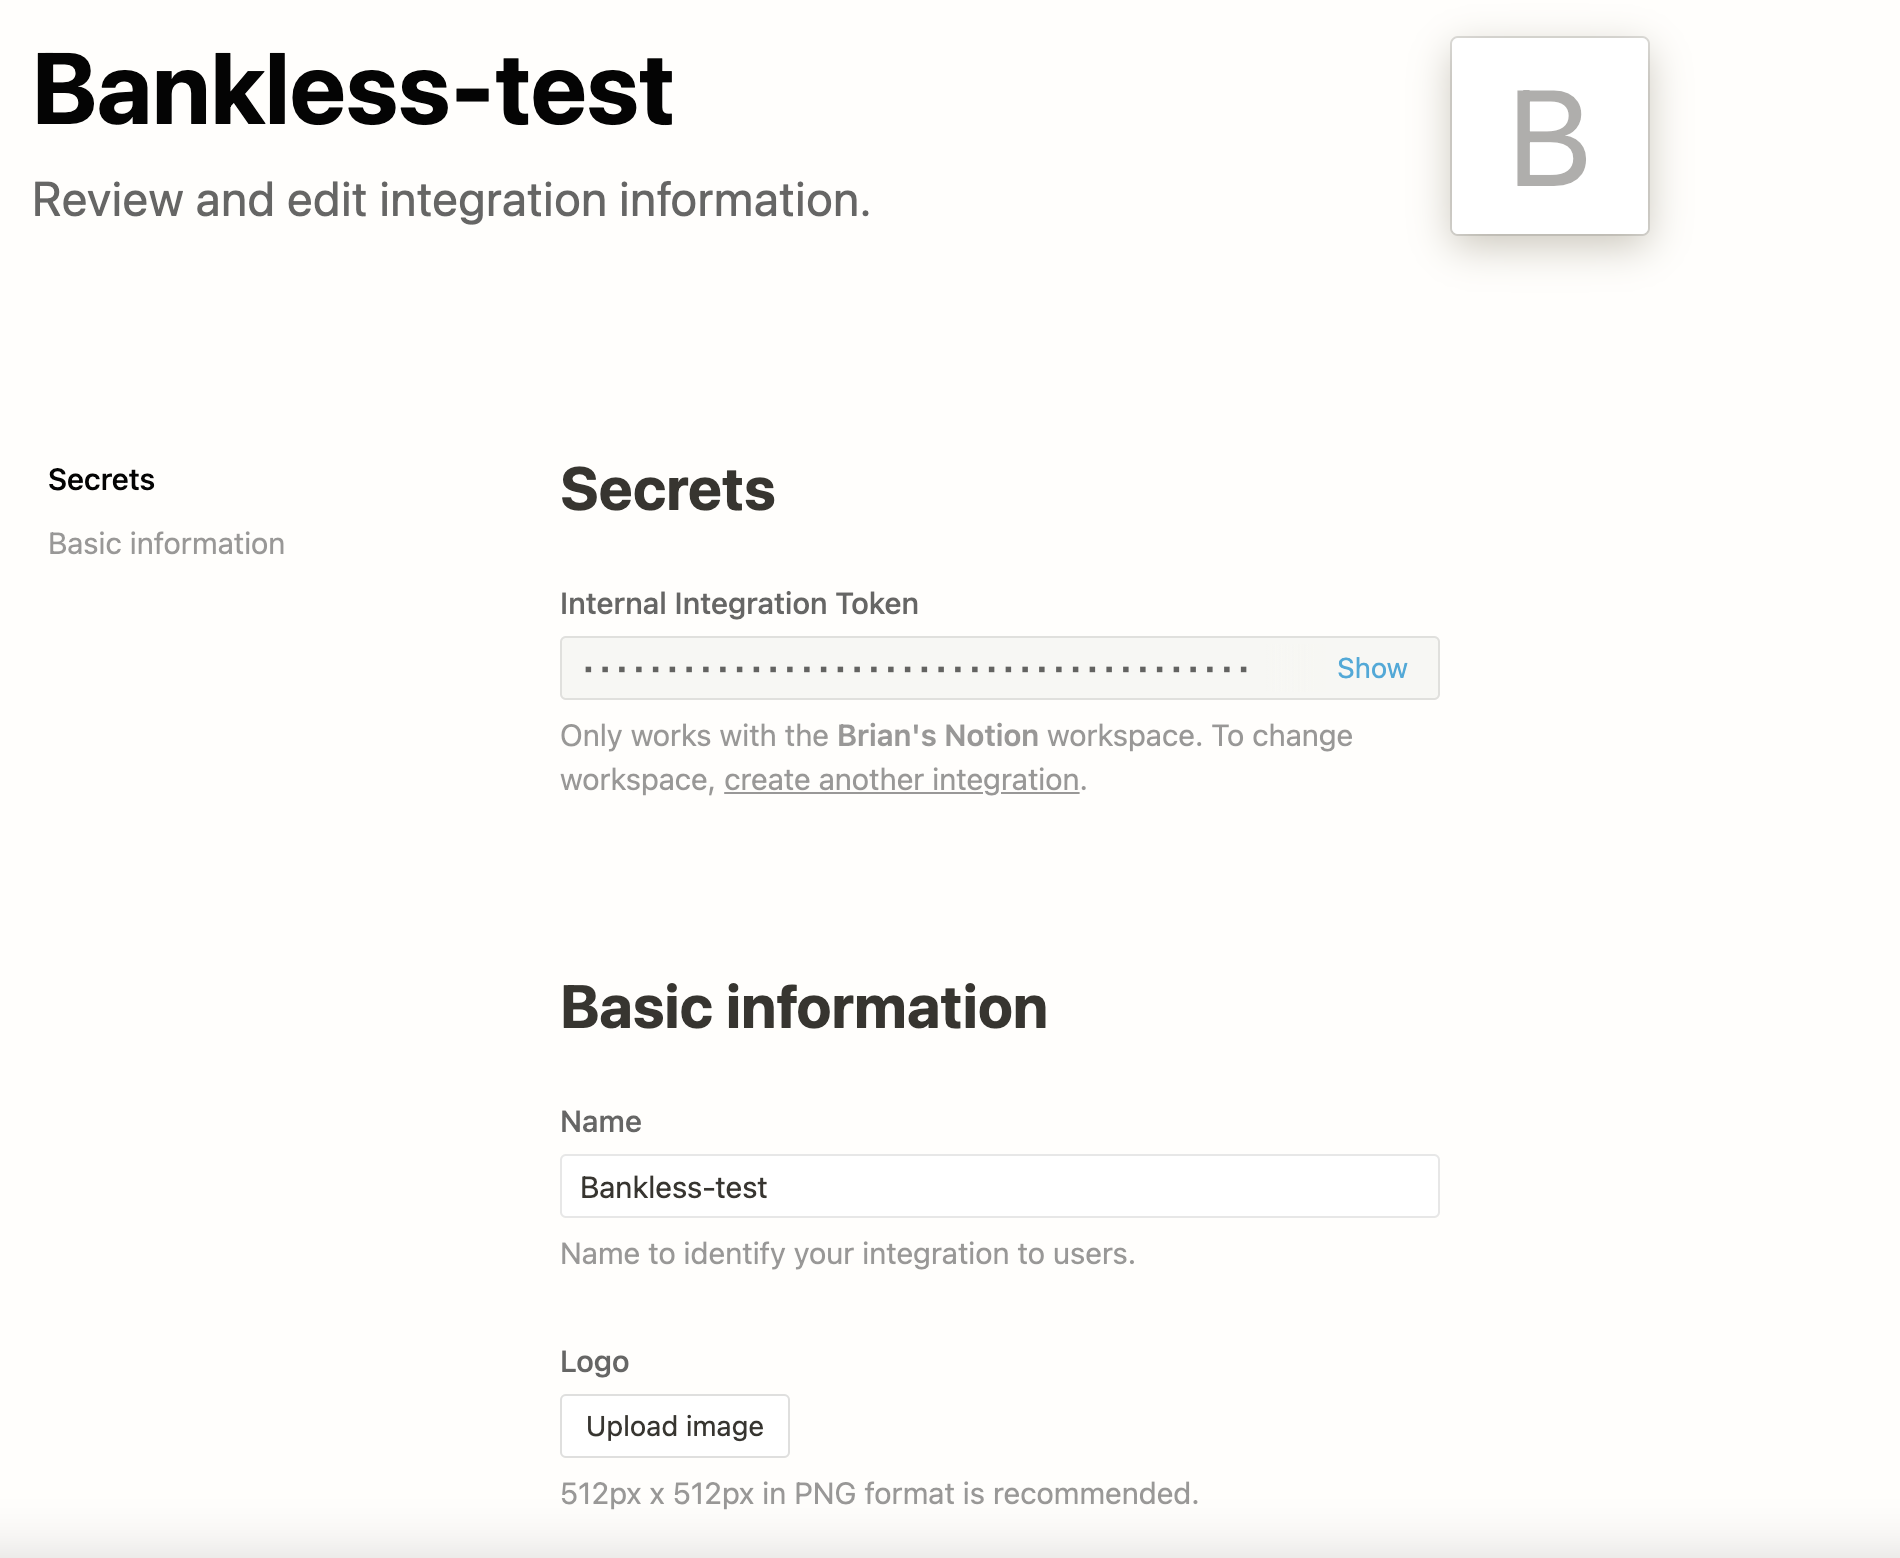 Bankless-test
B
Review and edit integration information.
Secrets
Basic information
Secrets
Internal Integration Token
········································
Show
Only works with the Brian's Notion workspace. To change
workspace, create another integration.
Basic information
Name
Bankless-test
Name to identify your integration to users.
Logo
Upload image
512px x 512px in PNG format is recommended.